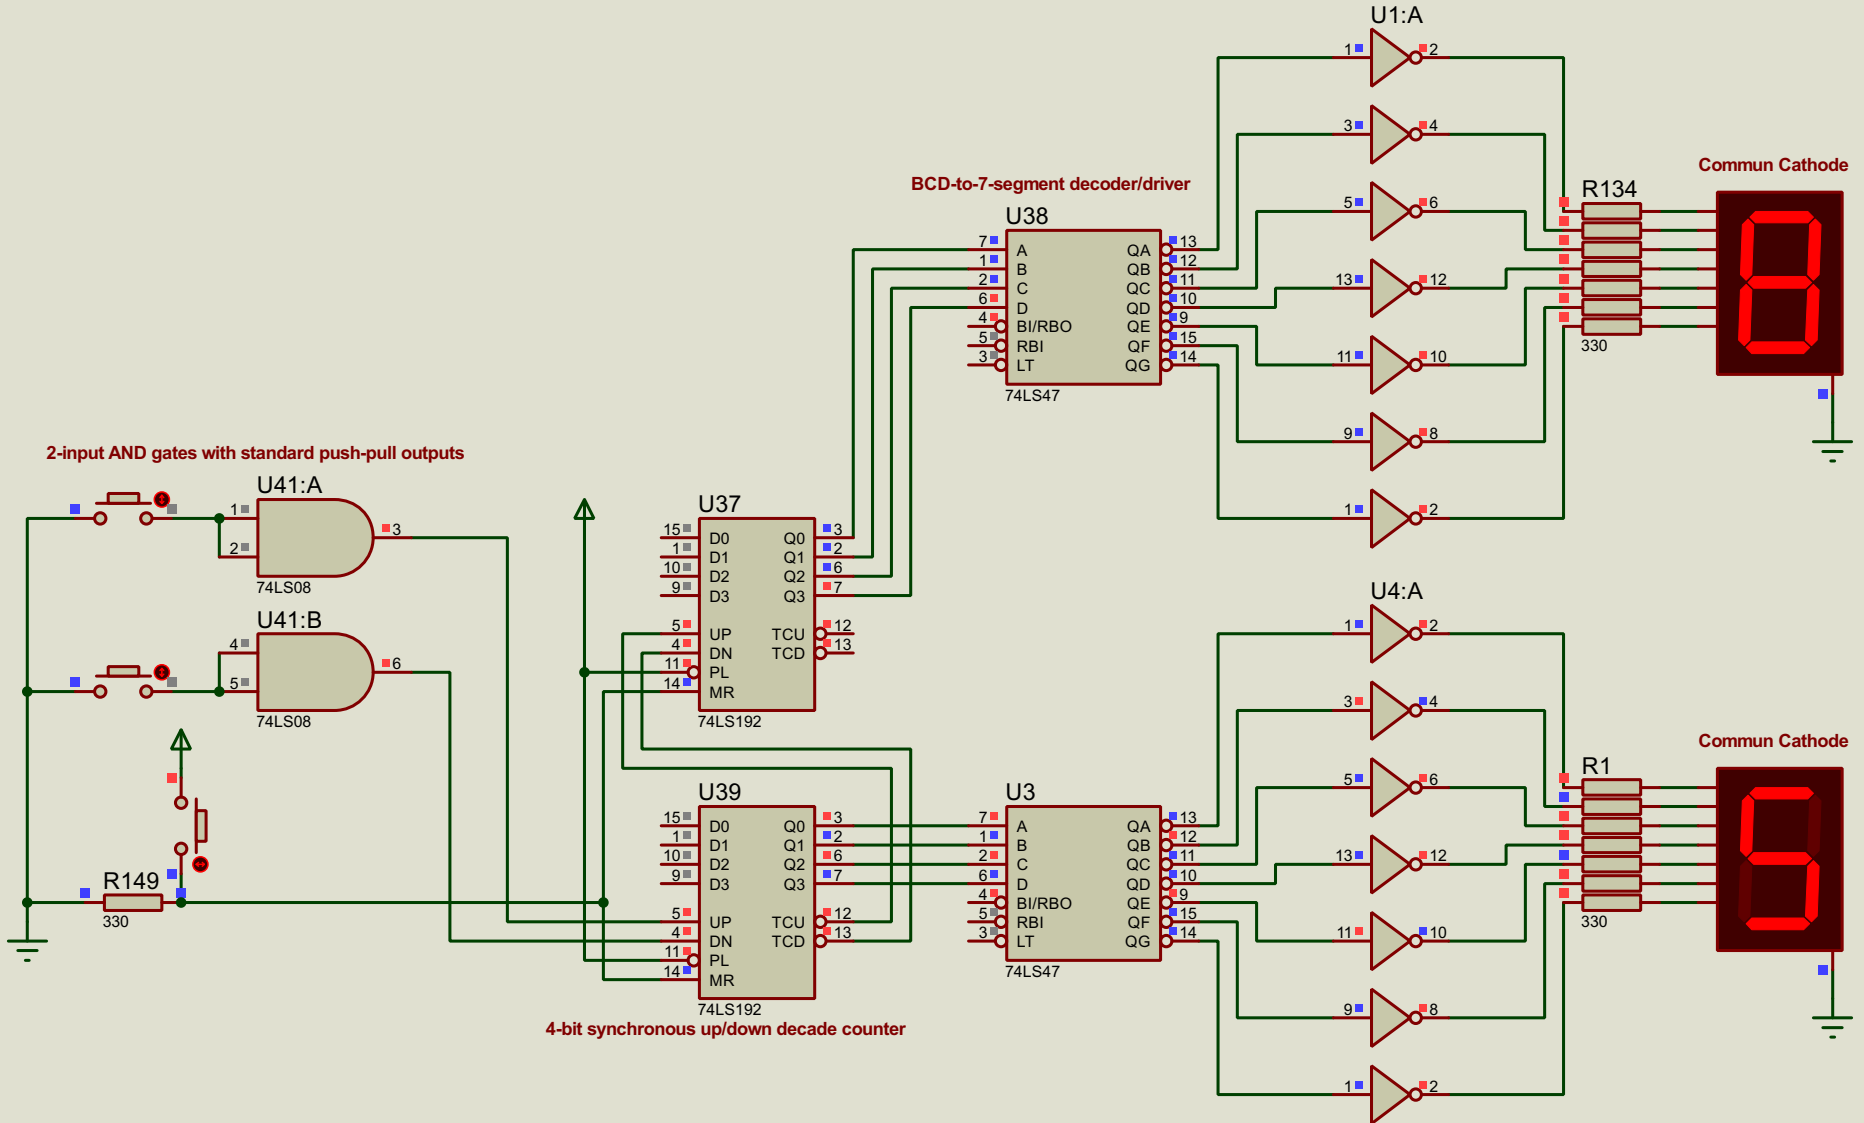 U1:A
1 2
3 4
Commun Cathode
BCD-to-7-segment decoder/driver
R134
5 6
U38
7 A QA 13
1 B QB 12
2 C QC 11
6 D QD 10
4 BI/RBO QE 9
5 RBI QF 15
3 LT QG 14
74LS47
13 12
11 10
330
9 8
1 2
2-input AND gates with standard push-pull outputs
U41:A
1 3
2
74LS08
U41:B
4 6
5
74LS08
U37
15 D0 Q0 3
1 D1 Q1 2
10 D2 Q2 6
9 D3 Q3 7
5 UP TCU 12
4 DN TCD 13
11 PL
14 MR
74LS192
U4:A
1 2
3 4
Commun Cathode
R1
5 6
U39
15 D0 Q0 3
1 D1 Q1 2
10 D2 Q2 6
9 D3 Q3 7
5 UP TCU 12
4 DN TCD 13
11 PL
14 MR
74LS192
4-bit synchronous up/down decade counter
R149
330
U3
7 A QA 13
1 B QB 12
2 C QC 11
6 D QD 10
4 BI/RBO QE 9
5 RBI QF 15
3 LT QG 14
74LS47
13 12
11 10
330
9 8
1 2
8
5